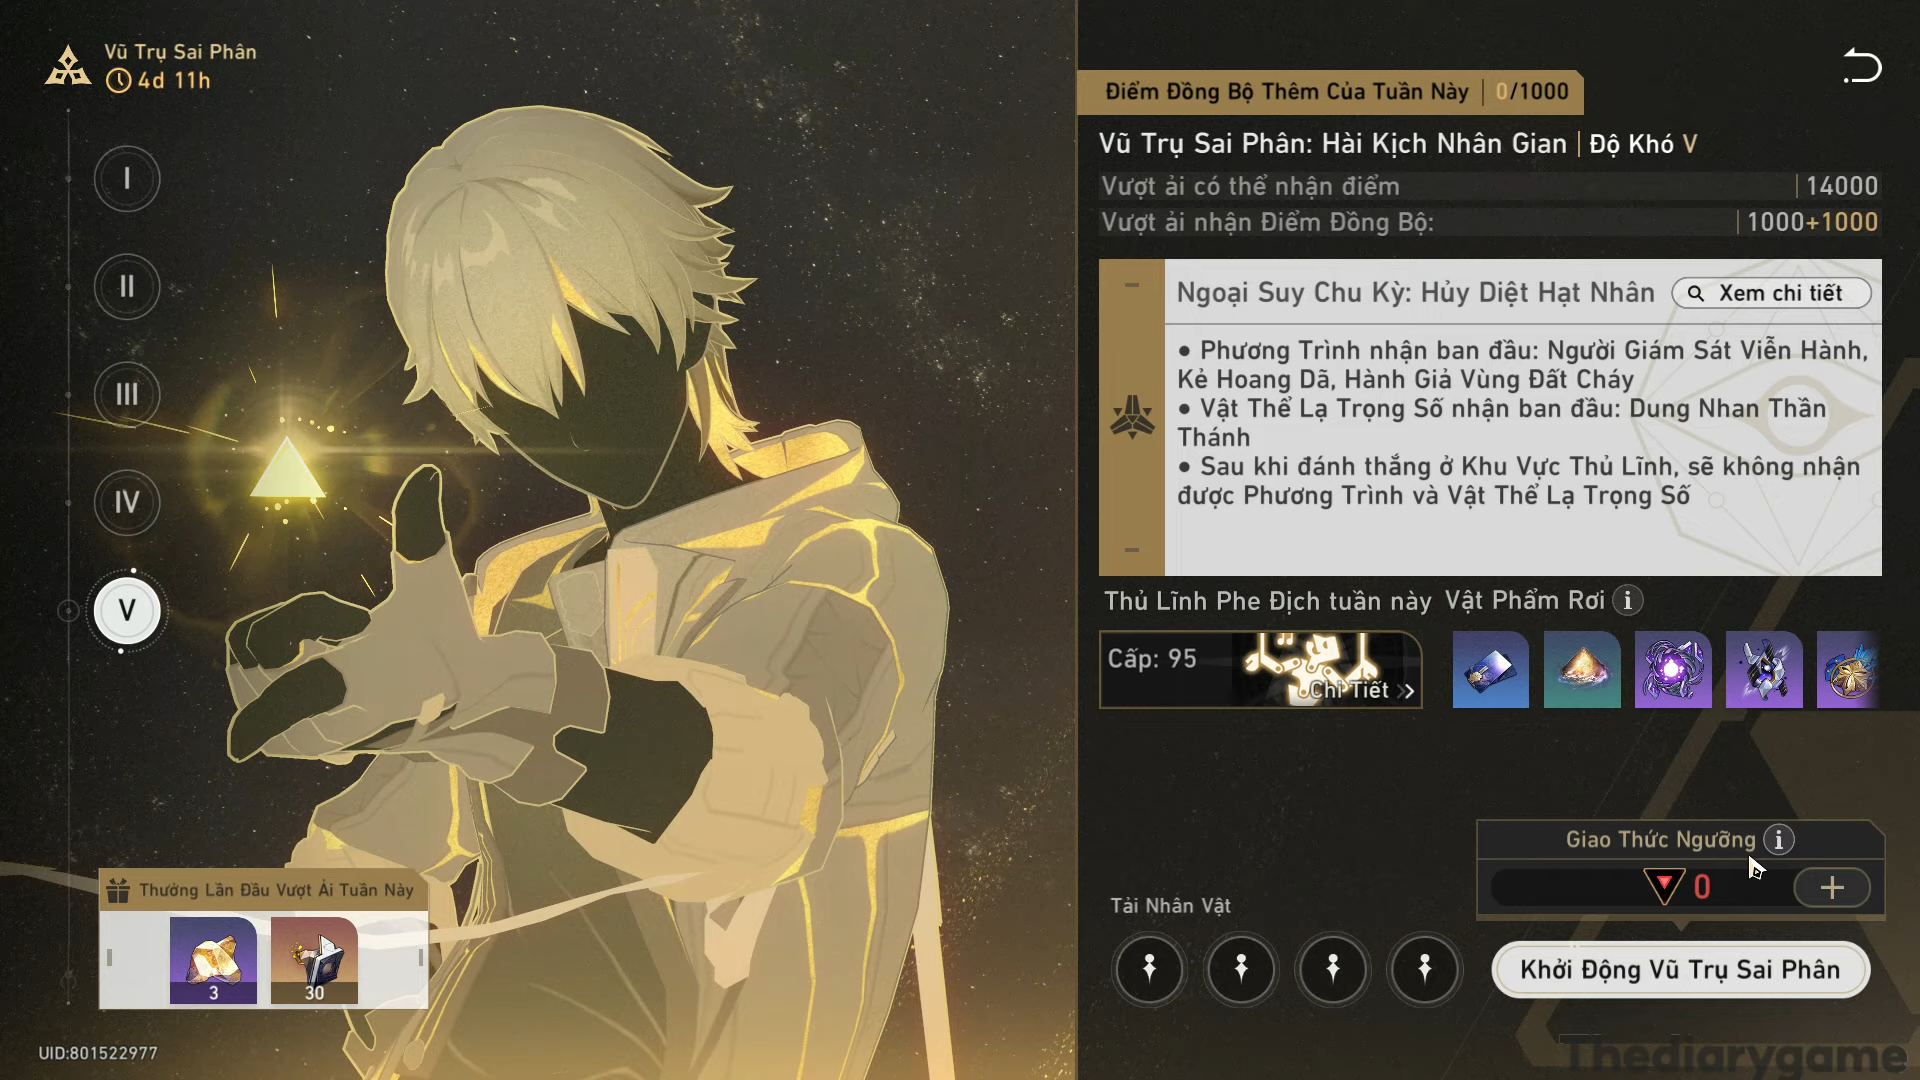 Vũ Trụ Sai Phân
4d 11h
I
II
III
IV
V
Thưởng Lần Đầu Vượt Ải Tuần Này
3
30
UID:801522977
Điểm Đồng Bộ Thêm Của Tuần Này | 0/1000
Vũ Trụ Sai Phân: Hài Kịch Nhân Gian | Độ Khó V
Vượt ải có thể nhận điểm | 14000
Vượt ải nhận Điểm Đồng Bộ: | 1000+1000
Ngoại Suy Chu Kỳ: Hủy Diệt Hạt Nhân
Xem chi tiết
● Phương Trình nhận ban đầu: Người Giám Sát Viễn Hành,
Kẻ Hoang Dã, Hành Giả Vùng Đất Cháy
● Vật Thể Lạ Trọng Số nhận ban đầu: Dung Nhan Thần
Thánh
● Sau khi đánh thắng ở Khu Vực Thủ Lĩnh, sẽ không nhận
được Phương Trình và Vật Thể Lạ Trọng Số
Thủ Lĩnh Phe Địch tuần này
Vật Phẩm Rơi
Cấp: 95
Chi Tiết >>
Giao Thức Ngưỡng
0
Tải Nhân Vật
Khởi Động Vũ Trụ Sai Phân
Thediarygame